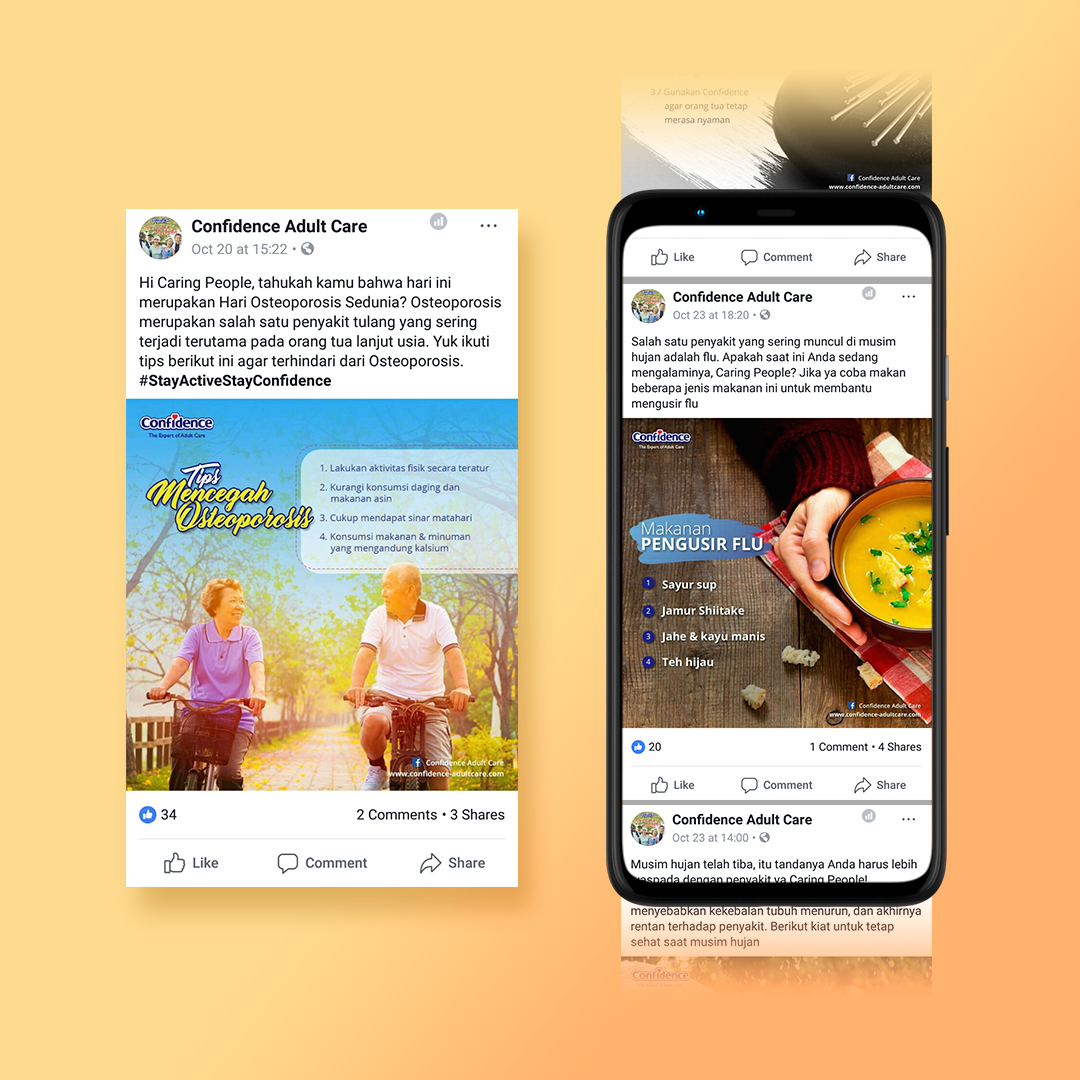 Confidence Adult Care
Oct 20 at 15:22 •
Hi Caring People, tahukah kamu bahwa hari ini
merupakan Hari Osteoporosis Sedunia? Osteoporosis
merupakan salah satu penyakit tulang yang sering
terjadi terutama pada orang tua lanjut usia. Yuk ikuti
tips berikut ini agar terhindari dari Osteoporosis.
#StayActiveStayConfidence
Confidence
The Expert of Adult Care
Tips
Mencegah
Osteoporosis
1. Lakukan aktivitas fisik secara teratur
2. Kurangi konsumsi daging dan
makanan asin
3. Cukup mendapat sinar matahari
4. Konsumsi makanan & minuman
yang mengandung kalsium
Confidence Adult Care
www.confidence-adultcare.com
34
2 Comments • 3 Shares
Like
Comment
Share
3 / Gunakan Confidence
agar orang tua tetap
merasa nyaman
Confidence Adult Care
www.confidence-adultcare.com
Like
Comment
Share
Confidence Adult Care
Oct 23 at 18:20 •
Salah satu penyakit yang sering muncul di musim
hujan adalah flu. Apakah saat ini Anda sedang
mengalaminya, Caring People? Jika ya coba makan
beberapa jenis makanan ini untuk membantu
mengusir flu
Confidence
The Expert of Adult Care
Makanan
PENGUSIR FLU
1 Sayur sup
2 Jamur Shiitake
3 Jahe & kayu manis
4 Teh hijau
Confidence Adult Care
www.confidence-adultcare.com
20
1 Comment • 4 Shares
Like
Comment
Share
Confidence Adult Care
Oct 23 at 14:00 •
Musim hujan telah tiba, itu tandanya Anda harus lebih
waspada dengan penyakit ya Caring People!
menyebabkan kekebalan tubuh menurun, dan akhirnya
rentan terhadap penyakit. Berikut kiat untuk tetap
sehat saat musim hujan
Confidence